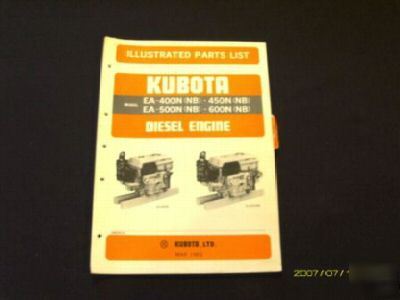 ILLUSTRATED PARTS LIST
KUBOTA
MODEL EA-400N(NB)·450N(NB)
EA-500N(NB)·600N(NB)
DIESEL ENGINE
KUBOTA LTD.
2007/07/1